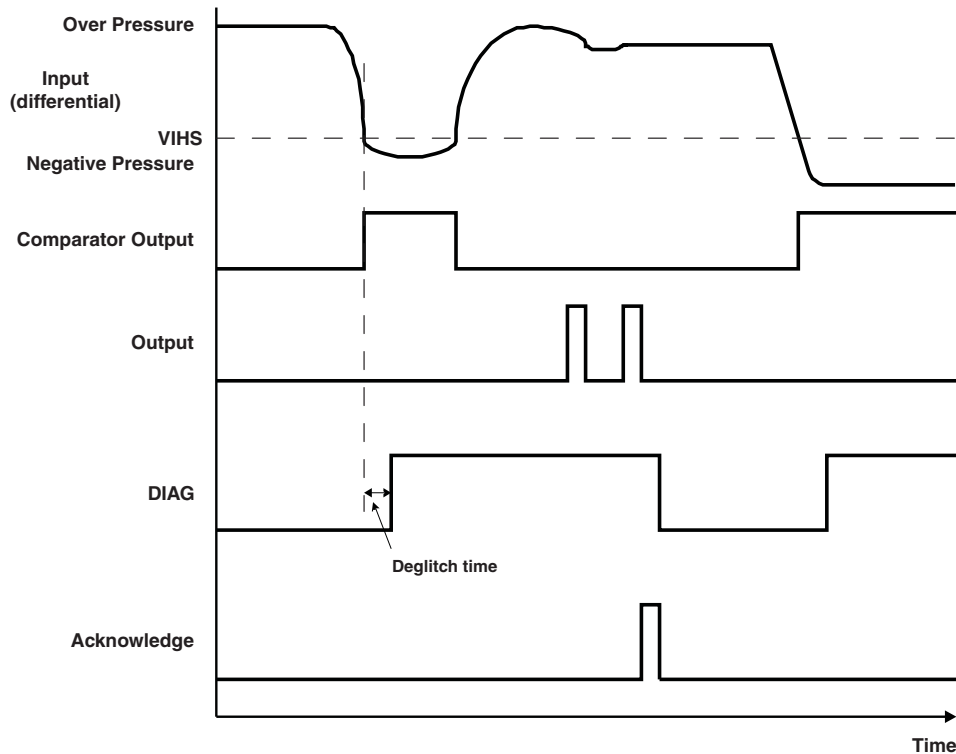 Over Pressure
Input
(differential)
VIHS
Negative Pressure
Comparator Output
Output
DIAG
Deglitch time
Acknowledge
Time